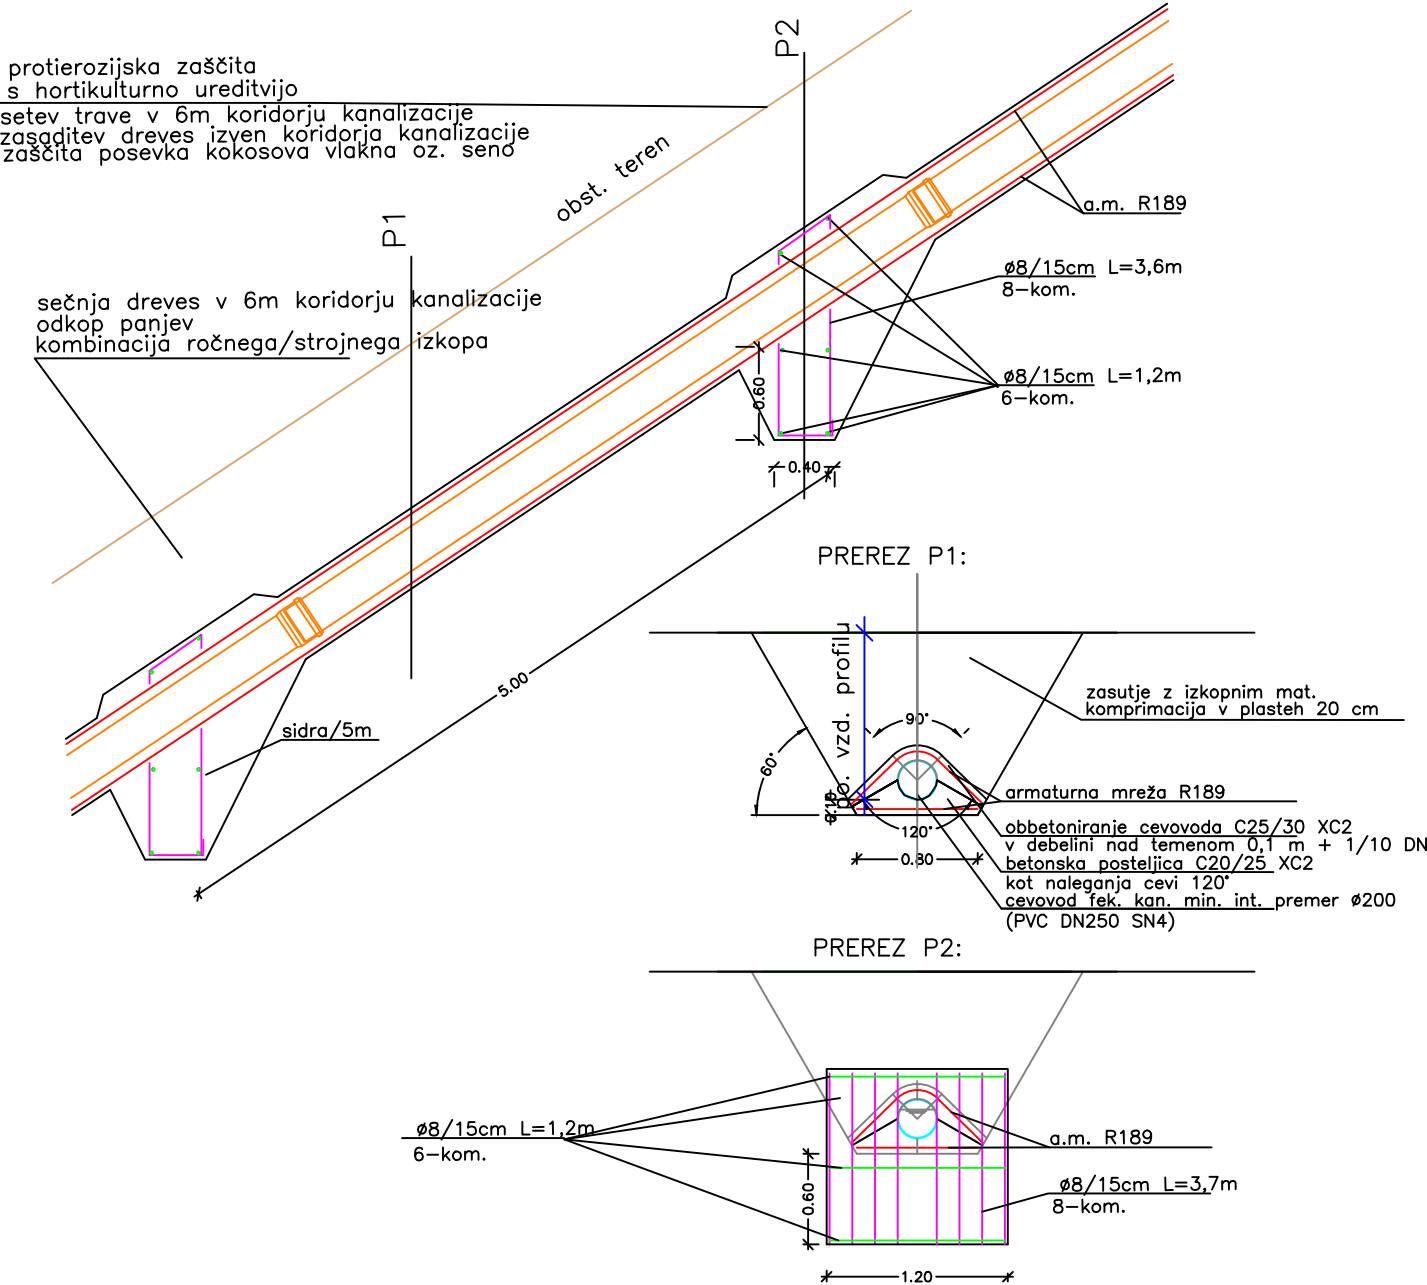 protierozijska zaščita
s hortikulturno ureditvijo
setev trave v 6m koridorju kanalizacije
zasaditev dreves izven koridorja kanalizacije
zaščita posevka kokosova vlakna oz. seno
P2
obst. teren
P1
a.m. R189
ø8/15cm L=3,6m
8-kom.
sečnja dreves v 6m koridorju kanalizacije
odkop panjev
kombinacija ročnega/strojnega izkopa
ø8/15cm L=1,2m
6-kom.
0.60
0.40
5.00
sidra/5m
PREREZ P1:
vzd. profilu
zasutje z izkopnim mat.
komprimacija v plasteh 20 cm
90°
60°
armaturna mreža R189
120°
0.80
obbetoniranje cevovoda C25/30 XC2
v debelini nad temenom 0,1 m + 1/10 DN
betonska posteljica C20/25 XC2
kot naleganja cevi 120°
cevovod fek. kan. min. int. premer ø200
(PVC DN250 SN4)
PREREZ P2:
ø8/15cm L=1,2m
6-kom.
a.m. R189
ø8/15cm L=3,7m
8-kom.
0.60
1.20